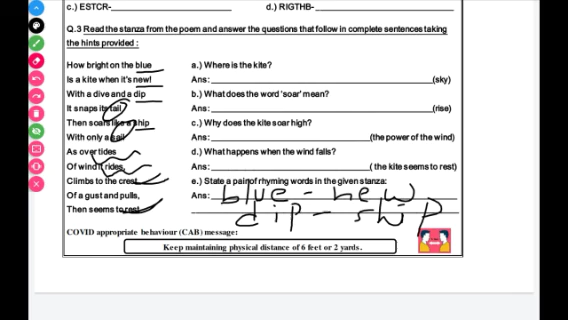 c.) ESTCR-
d.) RIGTHB-
Q.3 Read the stanza from the poem and answer the questions that follow in complete sentences taking
the hints provided :
How bright on the blue
Is a kite when it's new!
With a dive and a dip
It snaps its tail
Then soars like a ship
With only a sail
As over tides
Of wind it rides,
Climbs to the crest
Of a gust and pulls,
Then seems to rest
a.) Where is the kite?
Ans: (sky)
b.) What does the word 'soar' mean?
Ans: (rise)
c.) Why does the kite soar high?
Ans: (the power of the wind)
d.) What happens when the wind falls?
Ans: ( the kite seems to rest)
e.) State a pair of rhyming words in the given stanza:
Ans: blue - new
dip - ship
COVID appropriate behaviour (CAB) message:
Keep maintaining physical distance of 6 feet or 2 yards.